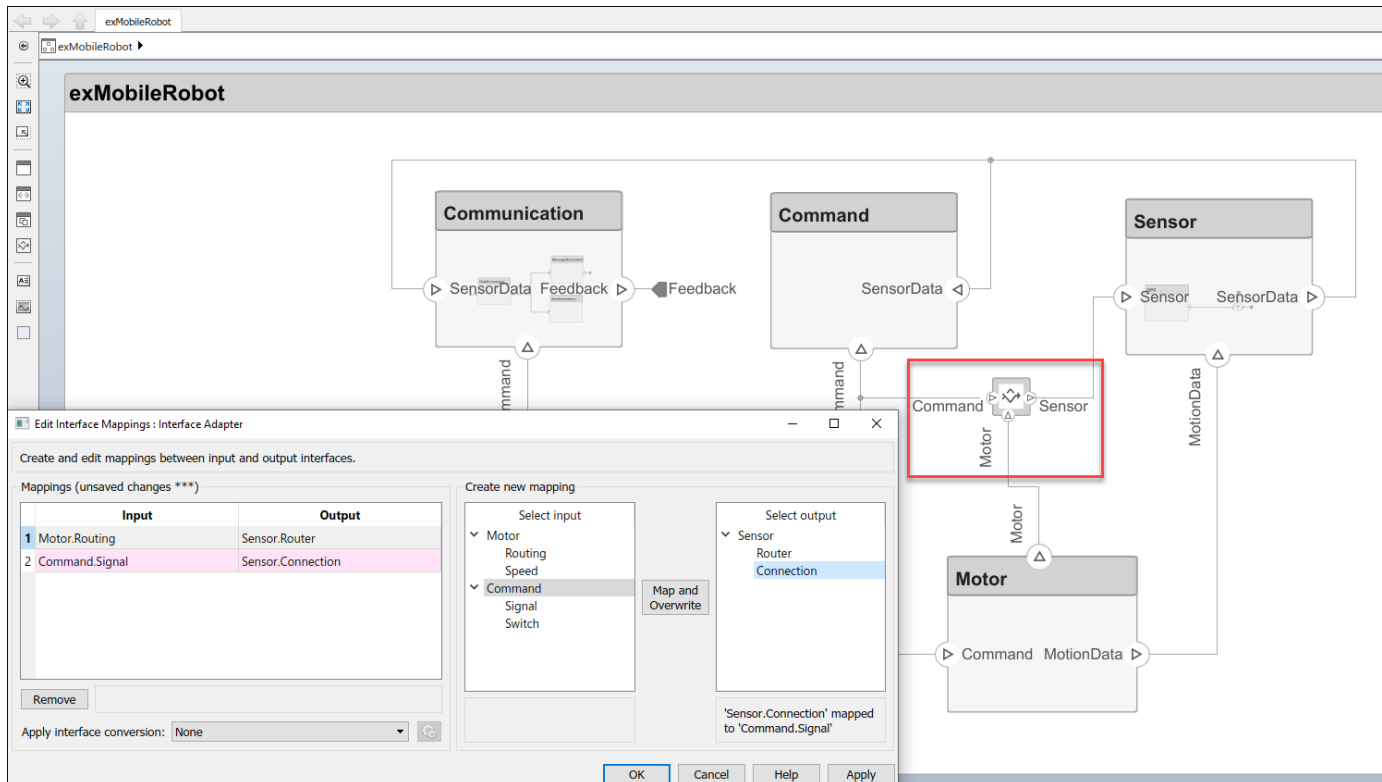 exMobileRobot
exMobileRobot
exMobileRobot
Communication
Command
Sensor
SensorData
Feedback
Feedback
SensorData
Sensor
SensorData
mmand
mmand
Command
Sensor
Motor
MotionData
Motor
Motor
Command
MotionData
Edit Interface Mappings : Interface Adapter
Create and edit mappings between input and output interfaces.
Mappings (unsaved changes ***)
Input Output
1 Motor.Routing Sensor.Router
2 Command.Signal Sensor.Connection
Remove
Apply interface conversion: None
Create new mapping
Select input
Motor
Routing
Speed
Command
Signal
Switch
Map and
Overwrite
Select output
Sensor
Router
Connection
'Sensor.Connection' mapped
to 'Command.Signal'
OK Cancel Help Apply